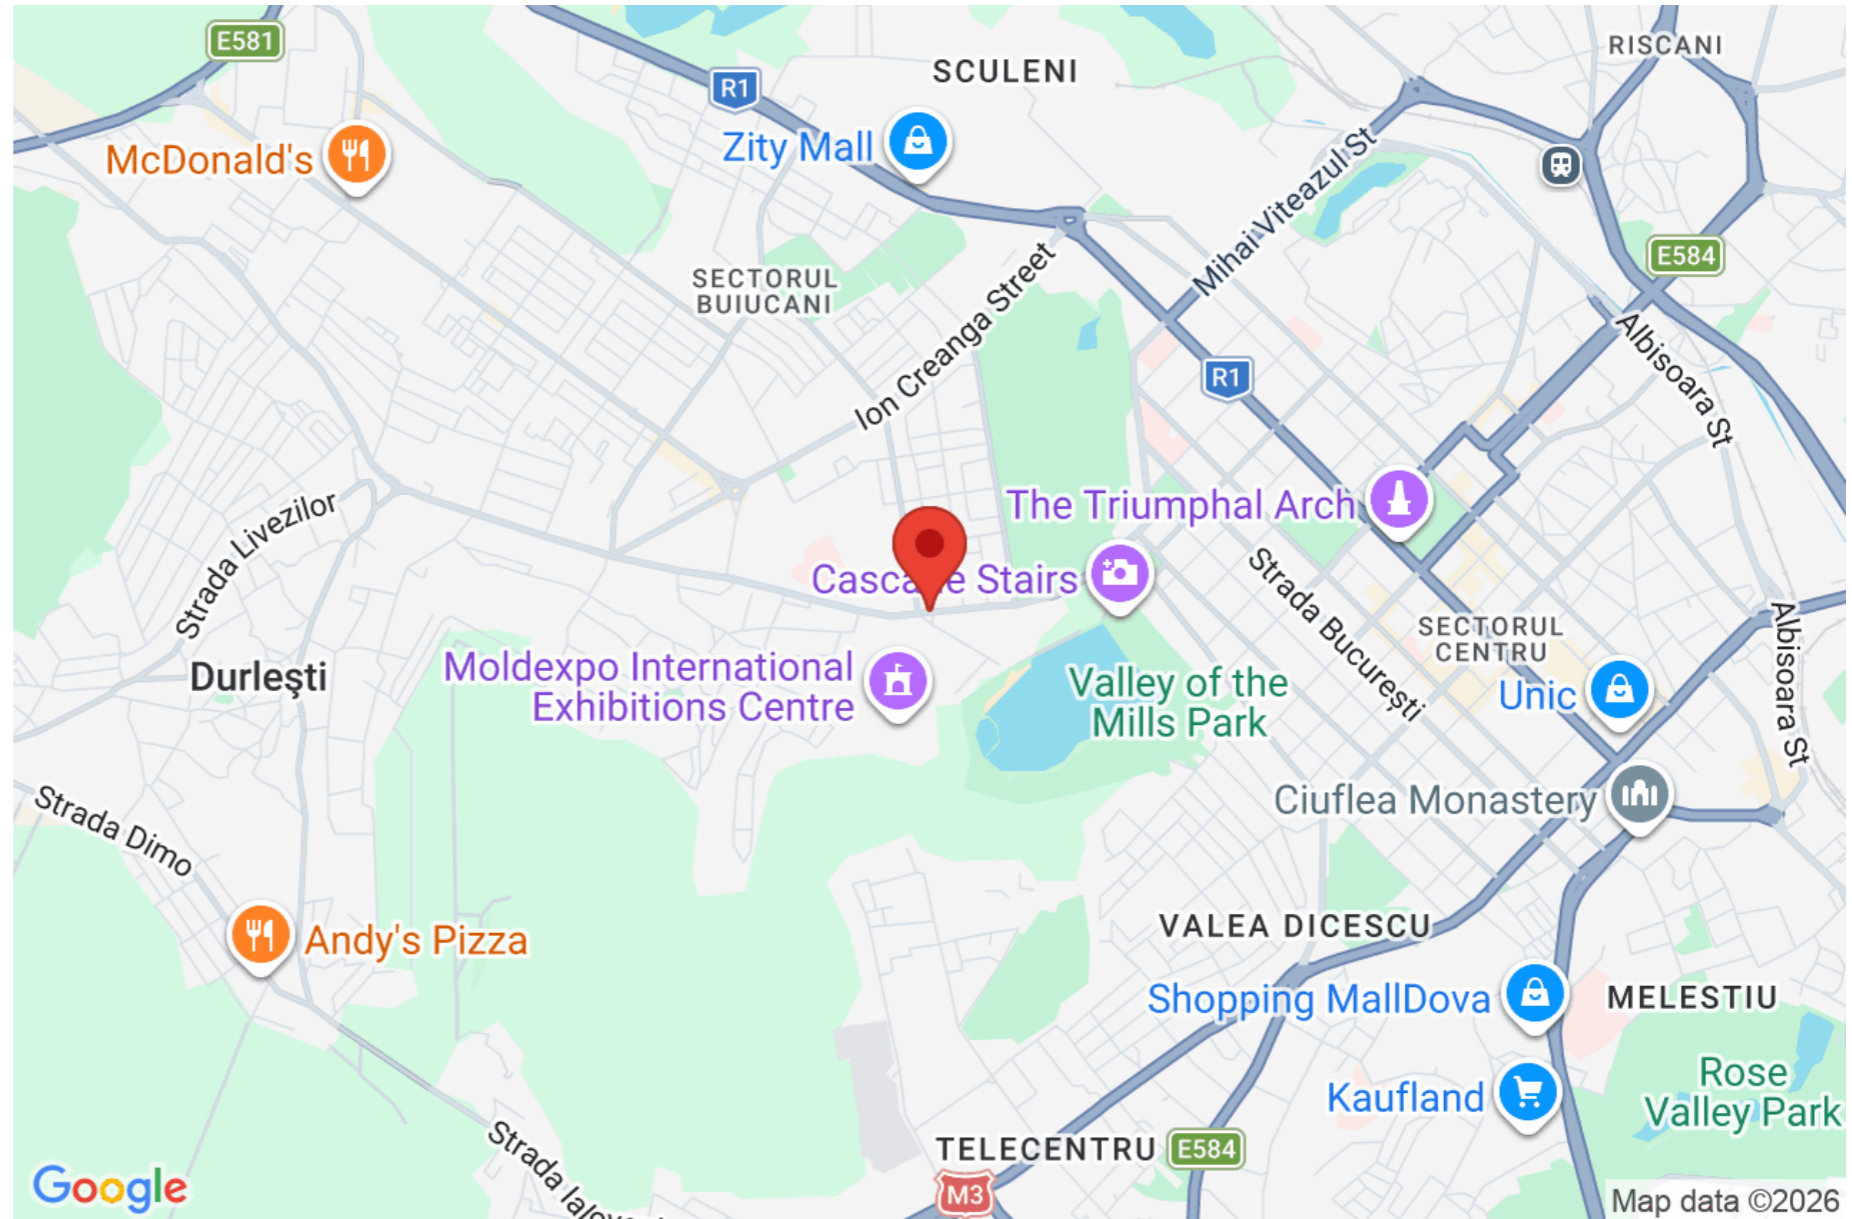 E581
SCULENI
RISCANI
R1
Zity Mall
McDonald's
Mihai Viteazul St
E584
SECTORUL
BUIUCANI
Ion Creanga Street
Albisoara St
R1
Strada Livezilor
The Triumphal Arch
Cascade Stairs
Strada București
SECTORUL
CENTRU
Albisoara St
Durleşti
Moldexpo International
Exhibitions Centre
Valley of the
Mills Park
Unic
Strada Dimo
Ciuflea Monastery
Andy's Pizza
VALEA DICESCU
Shopping MallDova
MELESTIU
Rose
Valley Park
Kaufland
Strada
TELECENTRU
E584
M3
Google
Map data ©2026